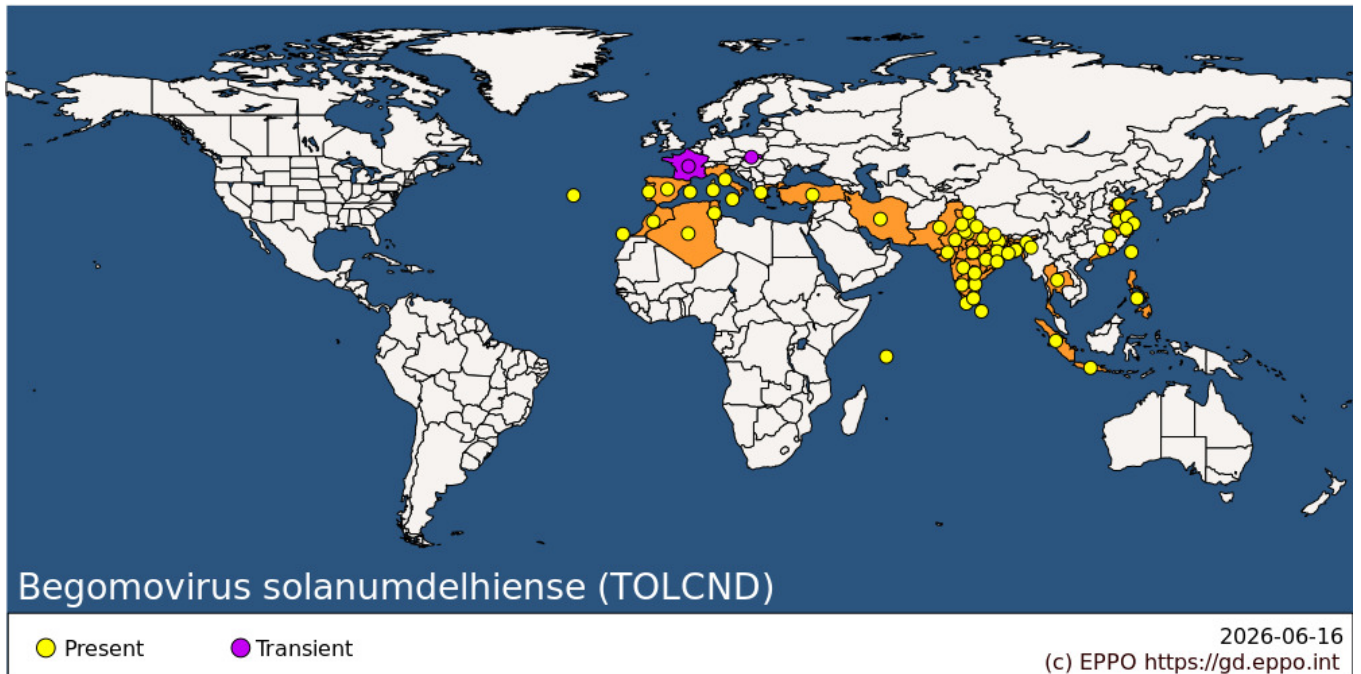 Begomovirus solanumdelhiense (TOLCND)
Present
Transient
2026-06-16
(c) EPPO https://gd.eppo.int